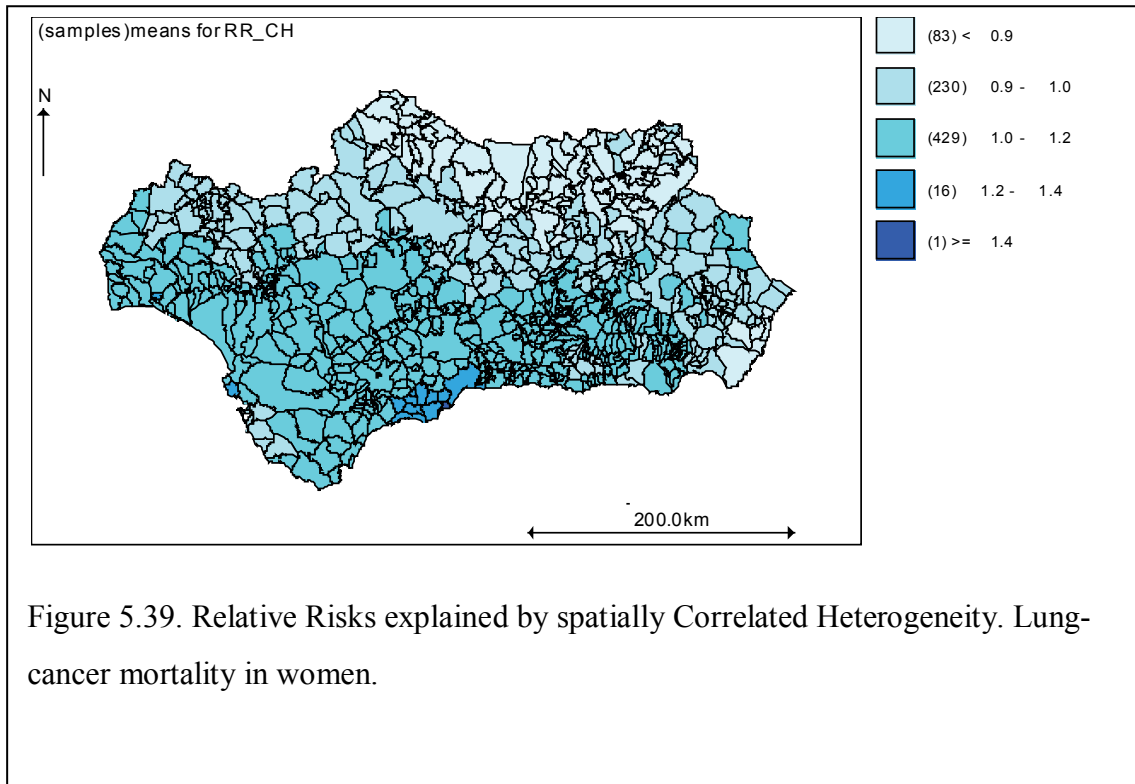 (samples)means for RR_CH
N
(83) < 0.9
(230) 0.9 - 1.0
(429) 1.0 - 1.2
(16) 1.2 - 1.4
(1) >= 1.4
200.0km
Figure 5.39. Relative Risks explained by spatially Correlated Heterogeneity. Lung-
cancer mortality in women.